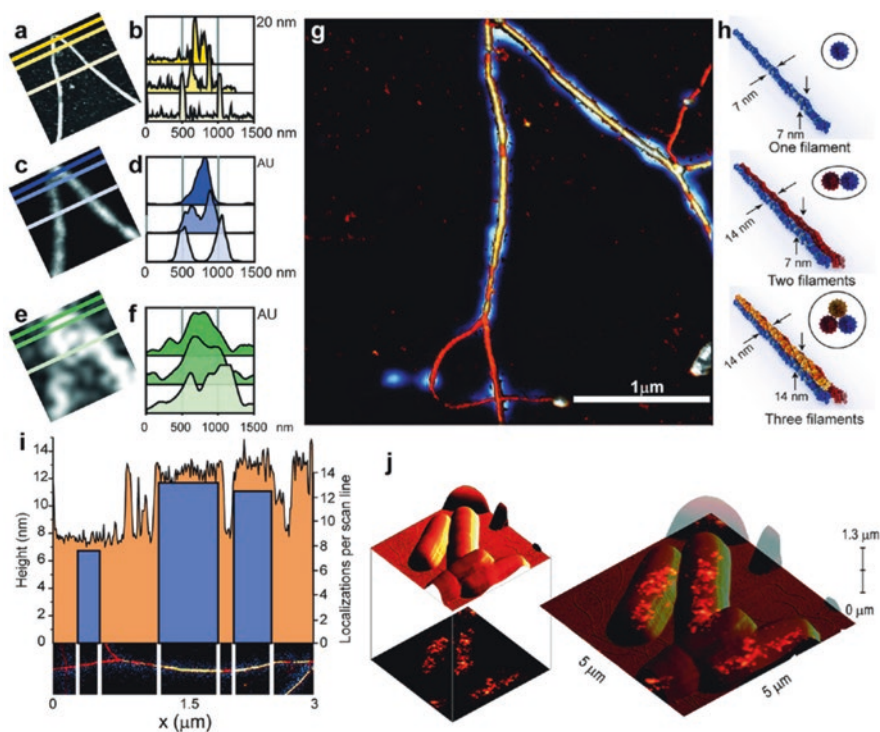 a
b
20 nm
0 500 1000 1500
nm
c
d
AU
0 500 1000 1500
nm
e
f
AU
0 500 1000 1500
nm
g
1μm
h
7 nm
7 nm
One filament
14 nm
7 nm
Two filaments
14 nm
14 nm
Three filaments
i
Height (nm)
14
12
10
8
6
4
2
0
14
12
10
8
6
4
2
0
Localizations per scan line
0 1.5 3
x (μm)
j
1.3 μm
0 μm
5 μm
5 μm